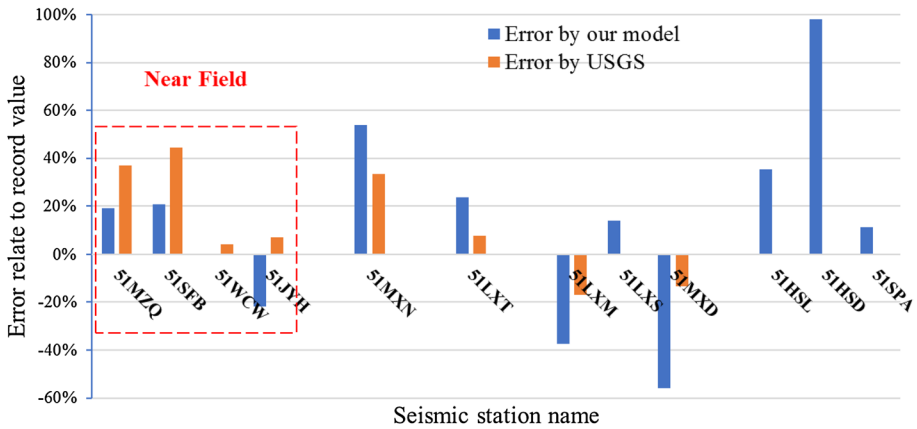 100%
80%
60%
40%
20%
0%
-20%
-40%
-60%
Error relate to record value
Error by our model
Error by USGS
Near Field
51MZQ
51SFB
51WCW
51JYH
51MXN
51LXT
51LXM
51LXS
51MXD
51HSL
51HSD
51SPA
Seismic station name